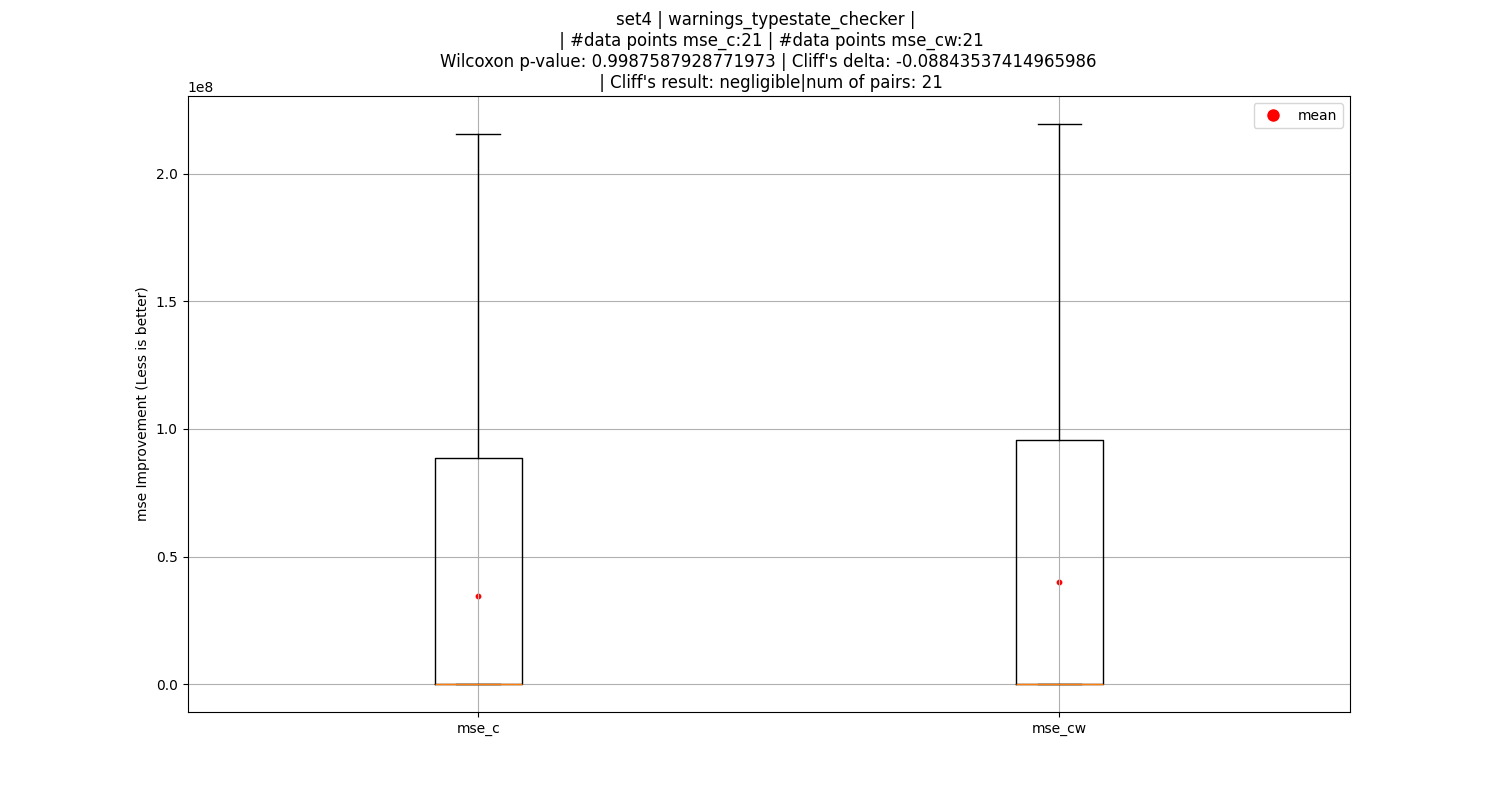 set4 | warnings_typestate_checker |
| #data points mse_c:21 | #data points mse_cw:21
Wilcoxon p-value: 0.9987587928771973 | Cliff's delta: -0.08843537414965986
| Cliff's result: negligible|num of pairs: 21
1e8
mean
2.0
1.5
1.0
0.5
0.0
mse Improvement (Less is better)
mse_c
mse_cw